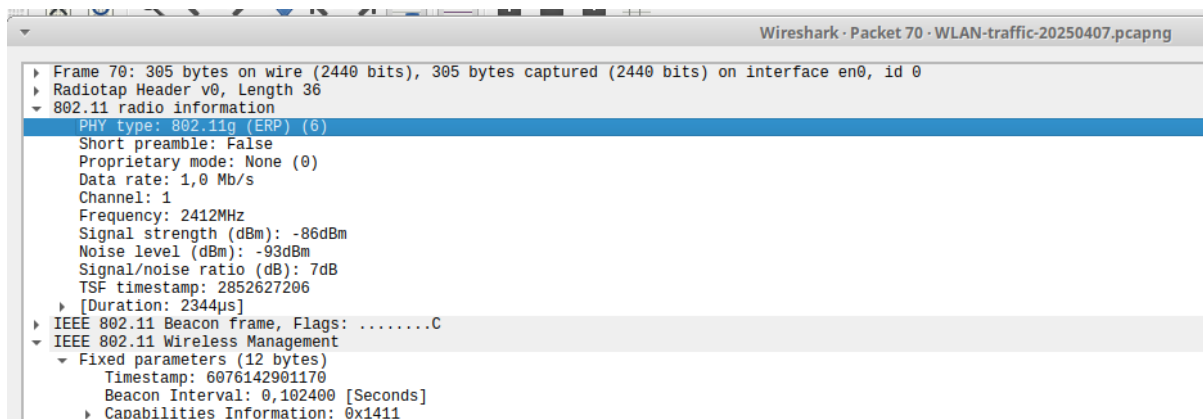 Wireshark · Packet 70 · WLAN-traffic-20250407.pcapng
Frame 70: 305 bytes on wire (2440 bits), 305 bytes captured (2440 bits) on interface en0, id 0
Radiotap Header v0, Length 36
802.11 radio information
PHY type: 802.11g (ERP) (6)
Short preamble: False
Proprietary mode: None (0)
Data rate: 1,0 Mb/s
Channel: 1
Frequency: 2412MHz
Signal strength (dBm): -86dBm
Noise level (dBm): -93dBm
Signal/noise ratio (dB): 7dB
TSF timestamp: 2852627206
[Duration: 2344µs]
IEEE 802.11 Beacon frame, Flags: ........C
IEEE 802.11 Wireless Management
Fixed parameters (12 bytes)
Timestamp: 6076142901170
Beacon Interval: 0,102400 [Seconds]
Capabilities Information: 0x1411